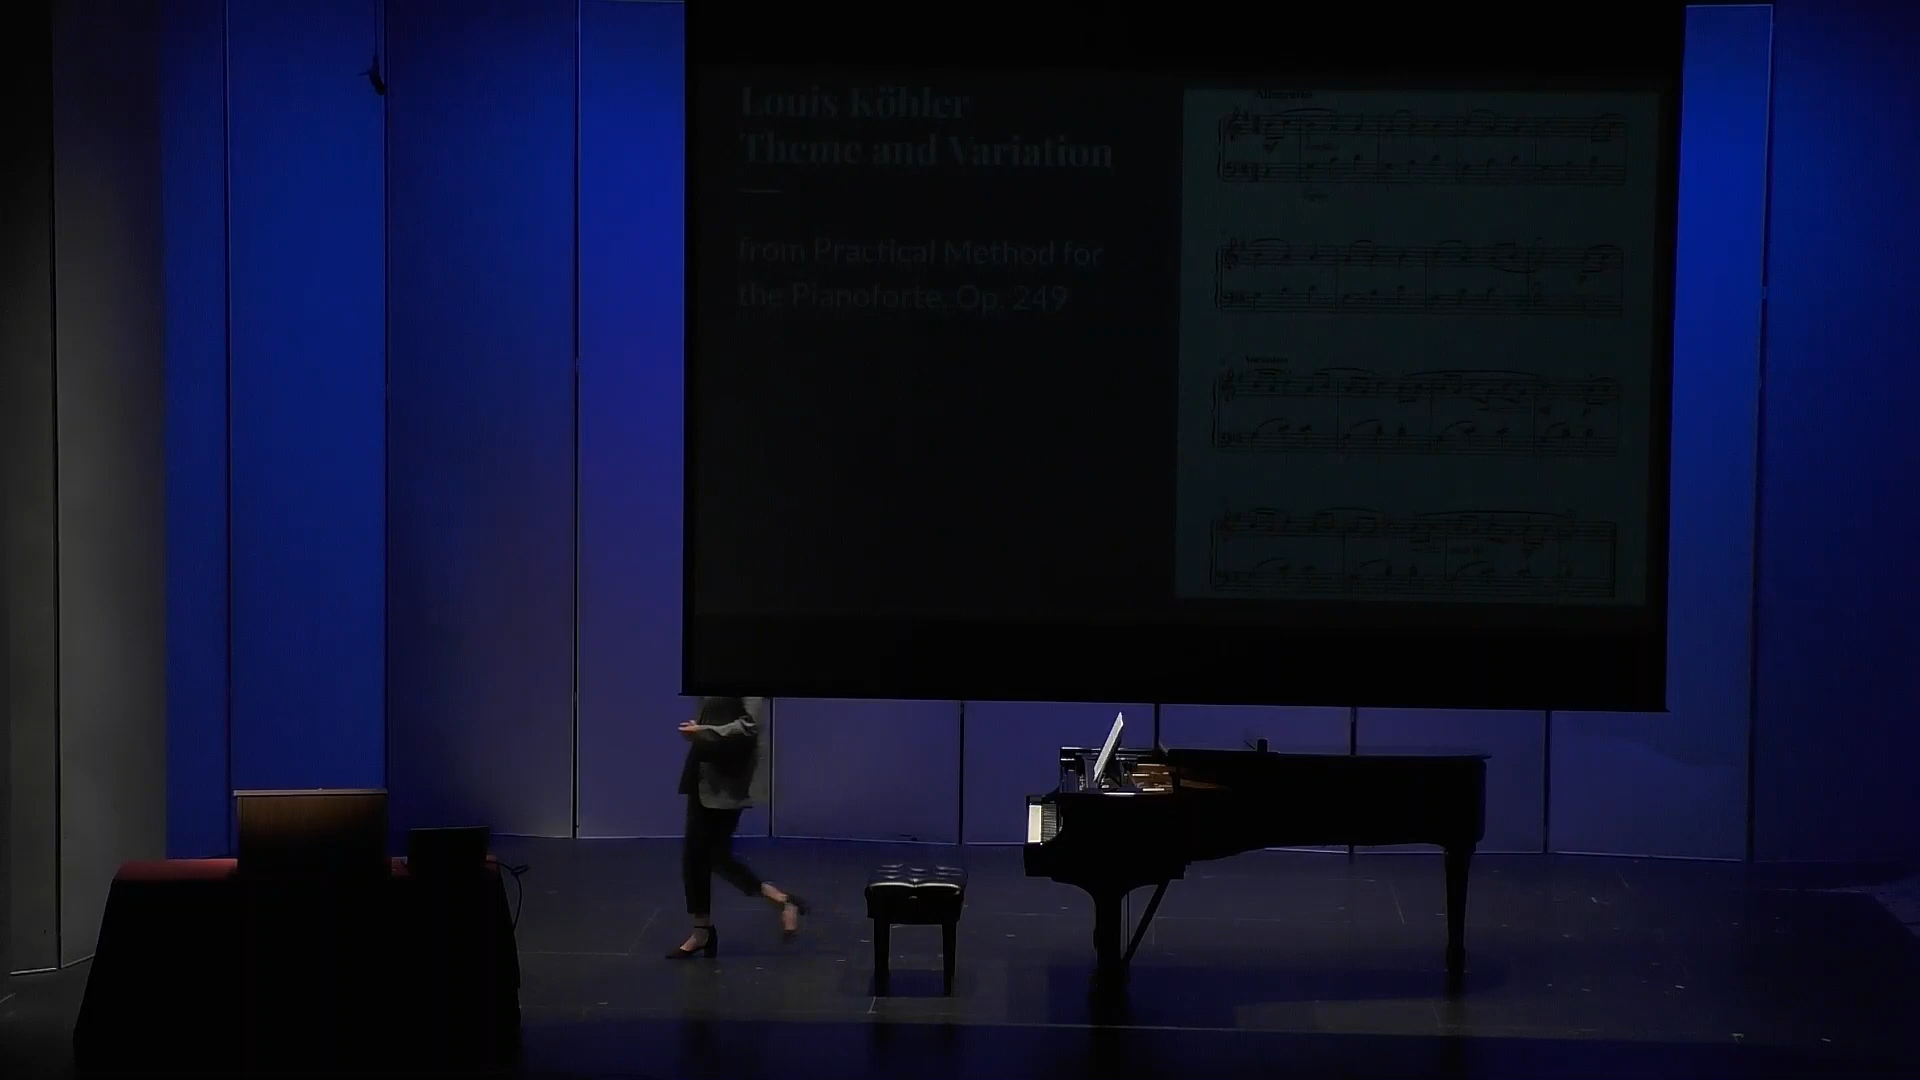 Louis Köhler
Theme and Variation
from Practical Method for
the Pianoforte, Op. 249